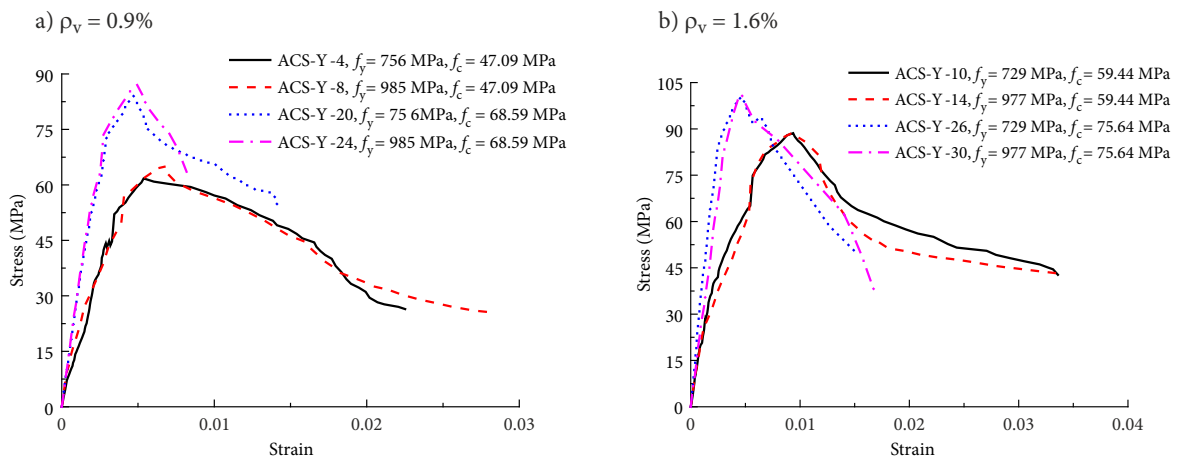 a) ρv = 0.9%
ACS-Y -4, fy = 756 MPa, fc = 47.09 MPa
ACS-Y -8, fy = 985 MPa, fc = 47.09 MPa
ACS-Y -20, fy = 75 6MPa, fc = 68.59 MPa
ACS-Y -24, fy = 985 MPa, fc = 68.59 MPa
Stress (MPa)
90
75
60
45
30
15
0
0
0.01
0.02
0.03
Strain
b) ρv = 1.6%
ACS-Y -10, fy = 729 MPa, fc = 59.44 MPa
ACS-Y -14, fy = 977 MPa, fc = 59.44 MPa
ACS-Y -26, fy = 729 MPa, fc = 75.64 MPa
ACS-Y -30, fy = 977 MPa, fc = 75.64 MPa
Stress (MPa)
105
90
75
60
45
30
15
0
0
0.01
0.02
0.03
0.04
Strain